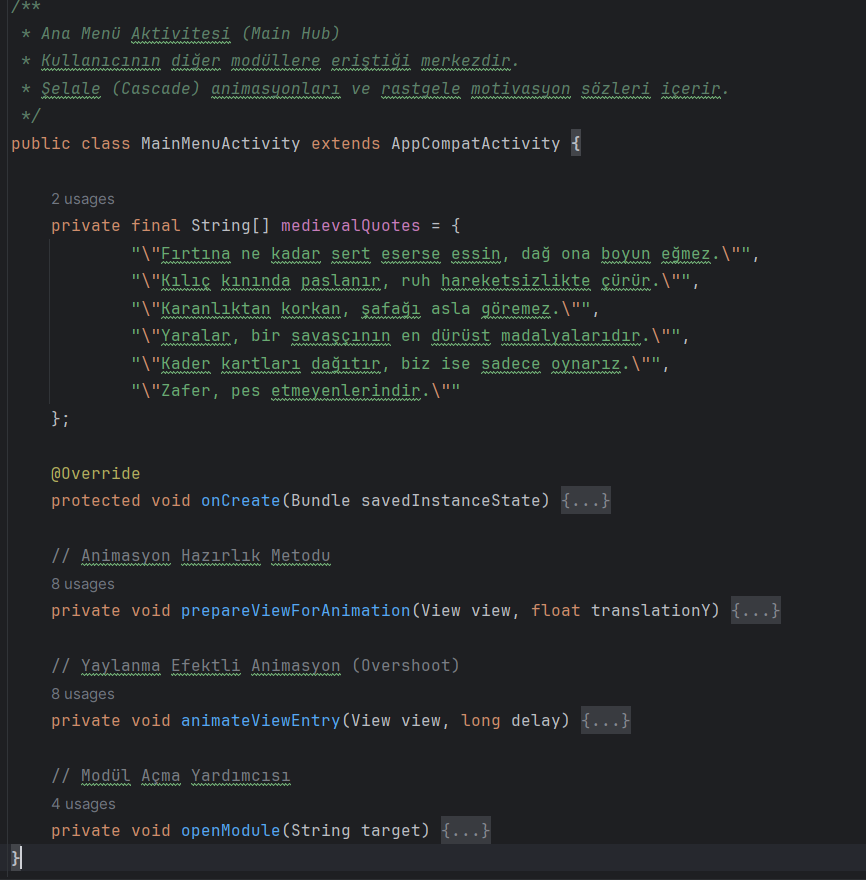 /**
 * Ana Menü Aktivitesi (Main Hub)
 * Kullanıcının diğer modüllere eriştiği merkezdir.
 * Şelale (Cascade) animasyonları ve rastgele motivasyon sözleri içerir.
 */
public class MainMenuActivity extends AppCompatActivity {
2 usages
private final String[] medievalQuotes = {
"\"Fırtına ne kadar sert eserse essin, dağ ona boyun eğmez.\"",
"\"Kılıç kınında paslanır, ruh hareketsizlikte çürür.\"",
"\"Karanlıktan korkan, şafağı asla göremez.\"",
"\"Yaralar, bir savaşçının en dürüst madalyalarıdır.\"",
"\"Kader kartları dağıtır, biz ise sadece oynarız.\"",
"\"Zafer, pes etmeyenlerindir.\""
};
@Override
protected void onCreate(Bundle savedInstanceState) {...}
// Animasyon Hazırlık Metodu
8 usages
private void prepareViewForAnimation(View view, float translationY) {...}
// Yaylanma Efektli Animasyon (Overshoot)
8 usages
private void animateViewEntry(View view, long delay) {...}
// Modül Açma Yardımcısı
4 usages
private void openModule(String target) {...}
}